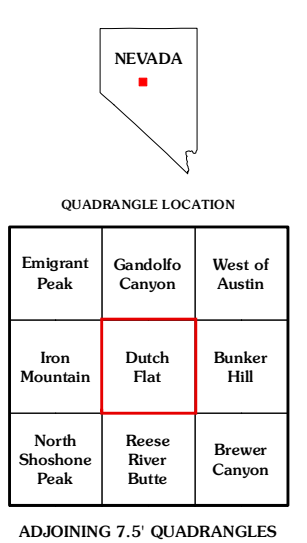 NEVADA
QUADRANGLE LOCATION
Emigrant
Peak
Gandolfo
Canyon
West of
Austin
Iron
Mountain
Dutch
Flat
Bunker
Hill
North
Shoshone
Peak
Reese
River
Butte
Brewer
Canyon
ADJOINING 7.5' QUADRANGLES